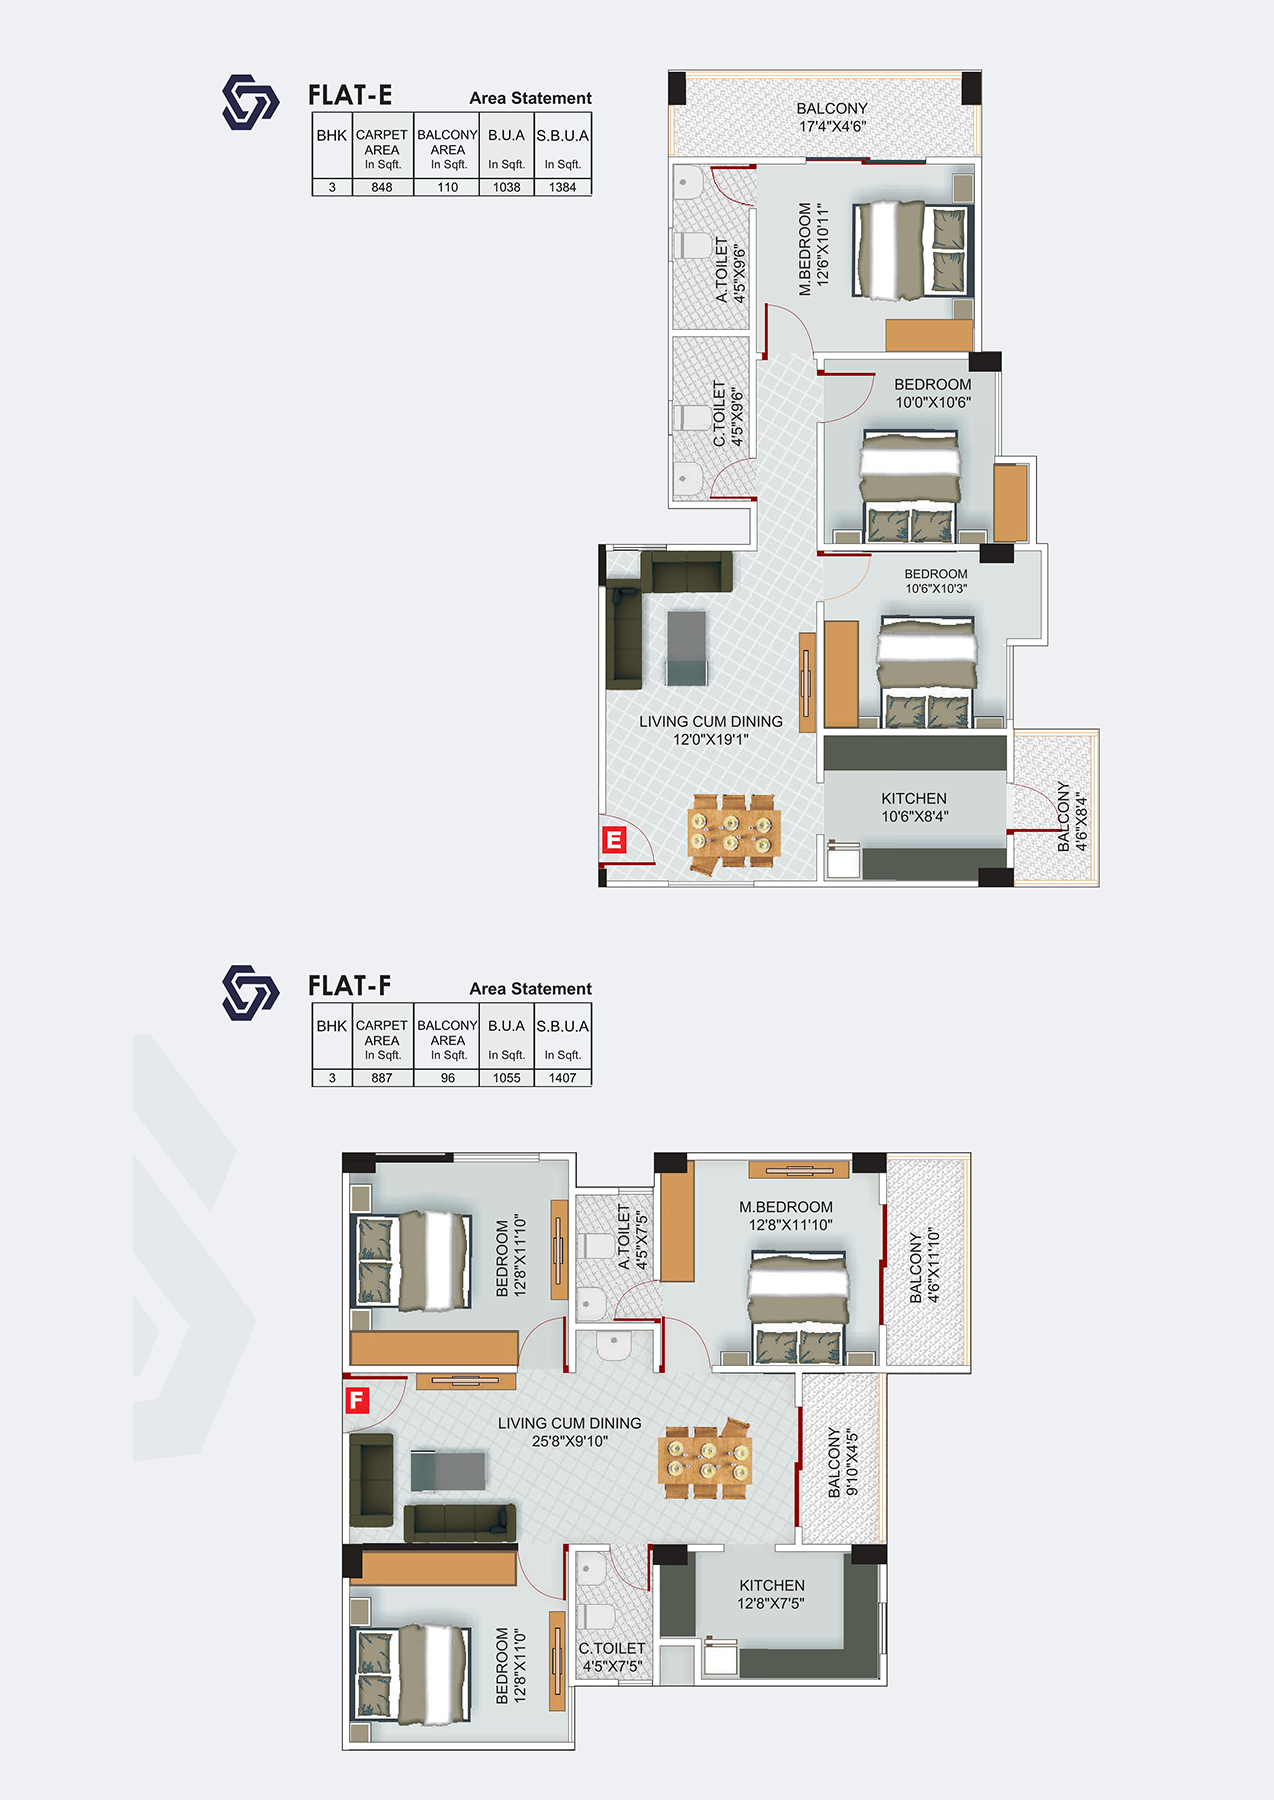 FLAT-E
Area Statement
BHK CARPET AREA In Sqft. BALCONY AREA In Sqft. B.U.A In Sqft. S.B.U.A In Sqft.
3 848 110 1038 1384
BALCONY
17'4"X4'6"
M.BEDROOM
12'6"X10'11"
A.TOILET
4'5"X9'6"
C.TOILET
4'5"X9'6"
BEDROOM
10'0"X10'6"
BEDROOM
10'6"X10'3"
LIVING CUM DINING
12'0"X19'1"
KITCHEN
10'6"X8'4"
BALCONY
4'6"X8'4"
E
FLAT-F
Area Statement
BHK CARPET AREA In Sqft. BALCONY AREA In Sqft. B.U.A In Sqft. S.B.U.A In Sqft.
3 887 96 1055 1407
BEDROOM
12'8"X11'10"
A.TOILET
4'5"X7'5"
M.BEDROOM
12'8"X11'10"
BALCONY
4'6"X11'10"
F
LIVING CUM DINING
25'8"X9'10"
BALCONY
9'10"X4'5"
BEDROOM
12'8"X11'0"
C.TOILET
4'5"X7'5"
KITCHEN
12'8"X7'5"